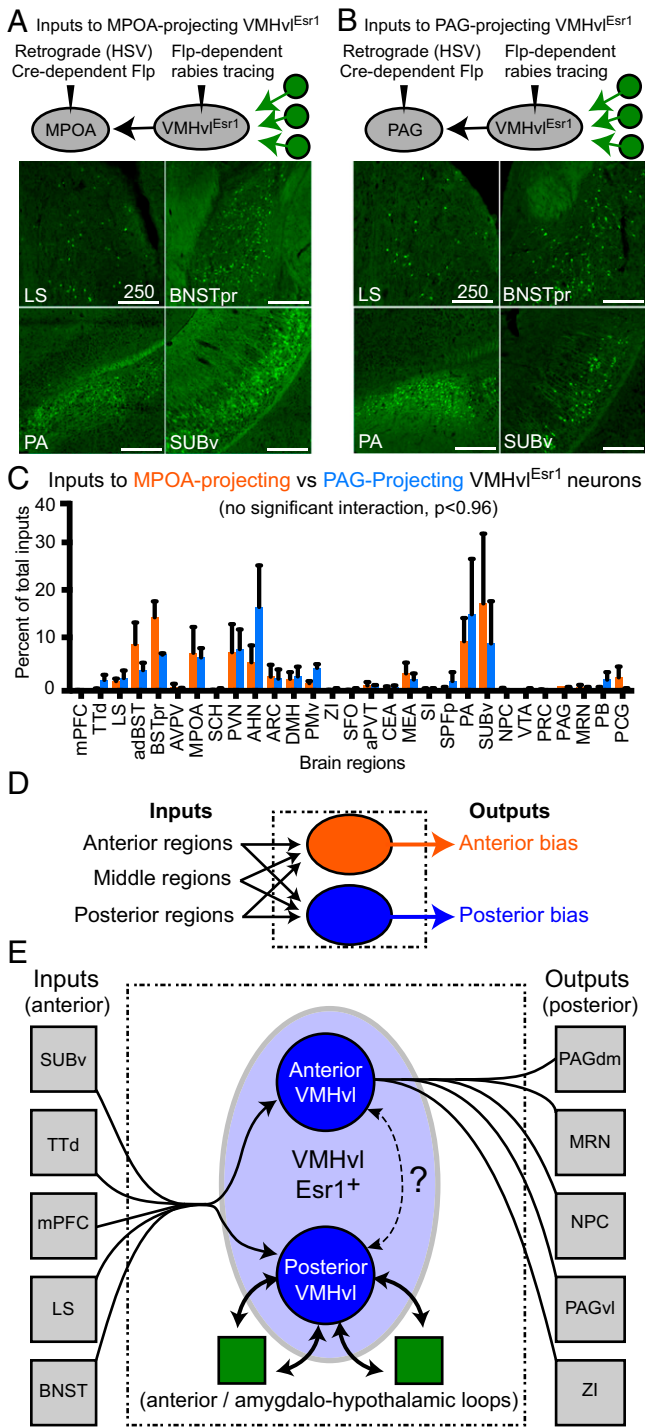 A Inputs to MPOA-projecting VMHvlEsr1
Retrograde (HSV)
Cre-dependent Flp
Flp-dependent
rabies tracing
MPOA
VMHvlEsr1
LS
250
BNSTpr
PA
SUBv
B Inputs to PAG-projecting VMHvlEsr1
Retrograde (HSV)
Cre-dependent Flp
Flp-dependent
rabies tracing
PAG
VMHvlEsr1
LS
250
BNSTpr
PA
SUBv
C Inputs to MPOA-projecting vs PAG-Projecting VMHvlEsr1 neurons
(no significant interaction, p<0.96)
Percent of total inputs
40
30
20
10
0
mPFC
TTd
LS
adBST
BSTpr
AVPV
MPOA
SCH
PVN
AHN
ARC
DMH
PMv
ZI
SFO
aPVT
CEA
MEA
SI
SPFp
PA
SUBv
NPC
VTA
PRC
PAG
MRN
PB
PCG
Brain regions
D
Inputs
Outputs
Anterior regions
Middle regions
Posterior regions
Anterior bias
Posterior bias
E
Inputs
(anterior)
SUBv
TTd
mPFC
LS
BNST
Anterior
VMHvl
VMHvl
Esr1+
?
Posterior
VMHvl
(anterior / amygdalo-hypothalamic loops)
Outputs
(posterior)
PAGdm
MRN
NPC
PAGvl
ZI